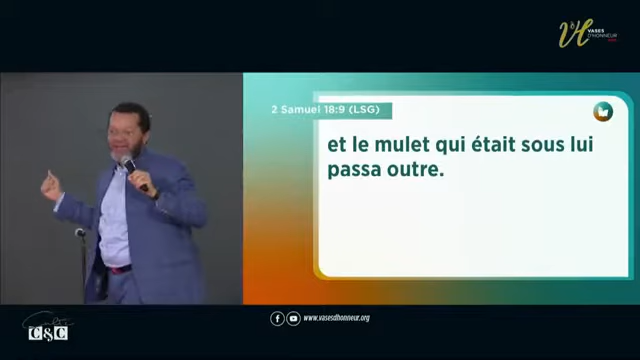 VH
VASES
D'HONNEUR
2 Samuel 18:9 (LSG)
et le mulet qui était sous lui
passa outre.
C&C
www.vasesdhonneur.org